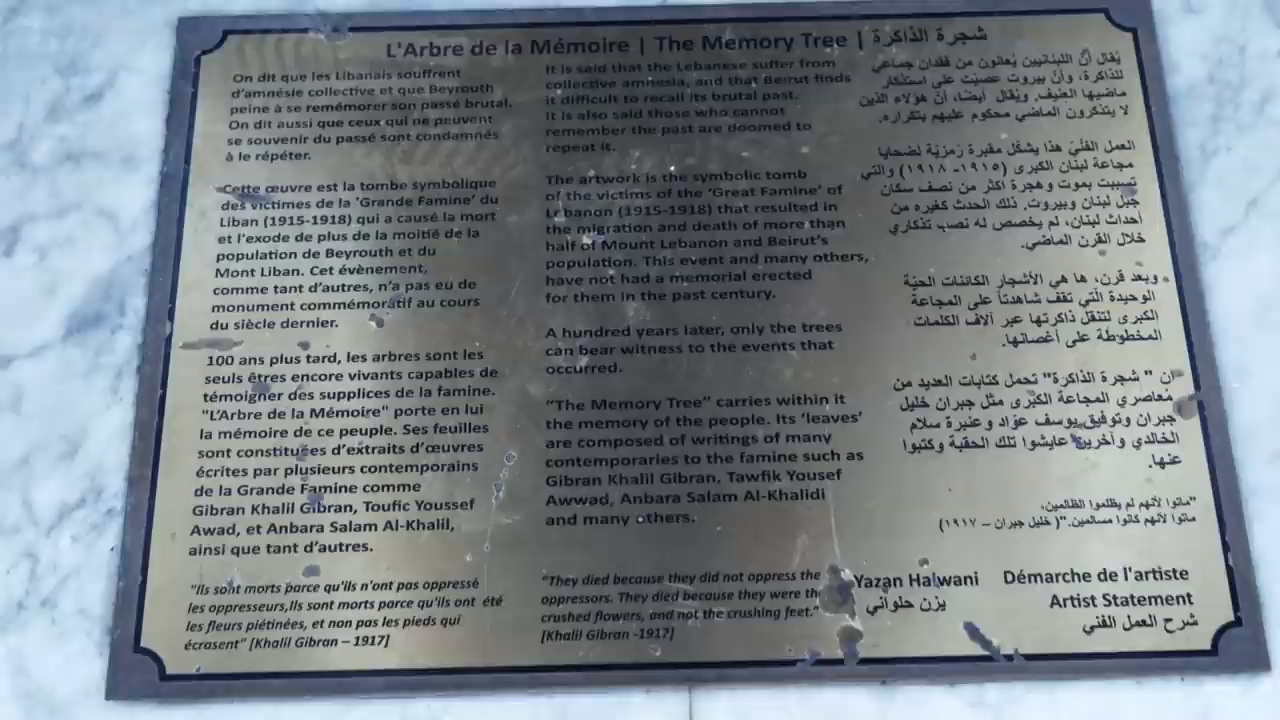 L'Arbre de la Mémoire | The Memory Tree | شجرة الذاكرة
On dit que les Libanais souffrent
d'amnésie collective et que Beyrouth
peine à se remémorer son passé brutal.
On dit aussi que ceux qui ne peuvent
se souvenir du passé sont condamnés
à le répéter.
Cette œuvre est la tombe symbolique
des victimes de la 'Grande Famine' du
Liban (1915-1918) qui a causé la mort
et l'exode de plus de la moitié de la
population de Beyrouth et du
Mont Liban. Cet évènement,
comme tant d'autres, n'a pas eu de
monument commémoratif au cours
du siècle dernier.
100 ans plus tard, les arbres sont les
seuls êtres encore vivants capables de
témoigner des supplices de la famine.
"L'Arbre de la Mémoire" porte en lui
la mémoire de ce peuple. Ses feuilles
sont constituées d'extraits d'œuvres
écrites par plusieurs contemporains
de la Grande Famine comme
Gibran Khalil Gibran, Toufic Youssef
Awad, et Anbara Salam Al-Khalil,
ainsi que tant d'autres.
"Ils sont morts parce qu'ils n'ont pas oppressé
les oppresseurs,Ils sont morts parce qu'ils ont été
les fleurs piétinées, et non pas les pieds qui
écrasent" [Khalil Gibran – 1917]
It is said that the Lebanese suffer from
collective amnesia, and that Beirut finds
it difficult to recall its brutal past.
It is also said those who cannot
remember the past are doomed to
repeat it.
The artwork is the symbolic tomb
of the victims of the 'Great Famine' of
Lebanon (1915-1918) that resulted in
the migration and death of more than
half of Mount Lebanon and Beirut's
population. This event and many others,
have not had a memorial erected
for them in the past century.
A hundred years later, only the trees
can bear witness to the events that
occurred.
"The Memory Tree" carries within it
the memory of the people. Its 'leaves'
are composed of writings of many
contemporaries to the famine such as
Gibran Khalil Gibran, Tawfik Yousef
Awwad, Anbara Salam Al-Khalidi
and many others.
"They died because they did not oppress the
oppressors. They died because they were the
crushed flowers, and not the crushing feet."
[Khalil Gibran -1917]
يُقال أنَّ اللبنانيين يُعانون من فقدان جماعي
للذاكرة، وأنّ بيروت عصيّت على استذكار
ماضيها العنيف. ويُقال أيضا، أنّ هؤلاء الذين
لا يتذكرون الماضي محكوم عليهم بتكراره.
العمل الفنّي هذا يشكّل مقبرة رمزيّة لضحايا
مجاعة لبنان الكبرى (١٩١٥- ١٩١٨) والتي
تسببت بموت وهجرة اكثر من نصف سكان
جبل لبنان وبيروت. ذلك الحدث كغيره من
أحداث لبنان، لم يخصص له نصب تذكاري
خلال القرن الماضي.
وبعد قرن، ها هي الأشجار الكائنات الحيّة
الوحيدة الّتي تقف شاهدتاً على المجاعة
الكبرى لتنقل ذاكرتها عبر آلاف الكلمات
المخطوطة على أغصانها.
إن " شجرة الذاكرة" تحمل كتابات العديد من
مُعاصري المجاعة الكبرى مثل جبران خليل
جبران وتوفيق يوسف عوّاد وعنبرة سلام
الخالدي وآخرين عايشوا تلك الحقبة وكتبوا
عنها.
"ماتوا لأنهم لم يظلموا الظالمين،
ماتوا لأنهم كانوا مسالمين."( خليل جبران – ١٩١٧)
Yazan Halwani
يزن حلواني
Démarche de l'artiste
Artist Statement
شرح العمل الفني